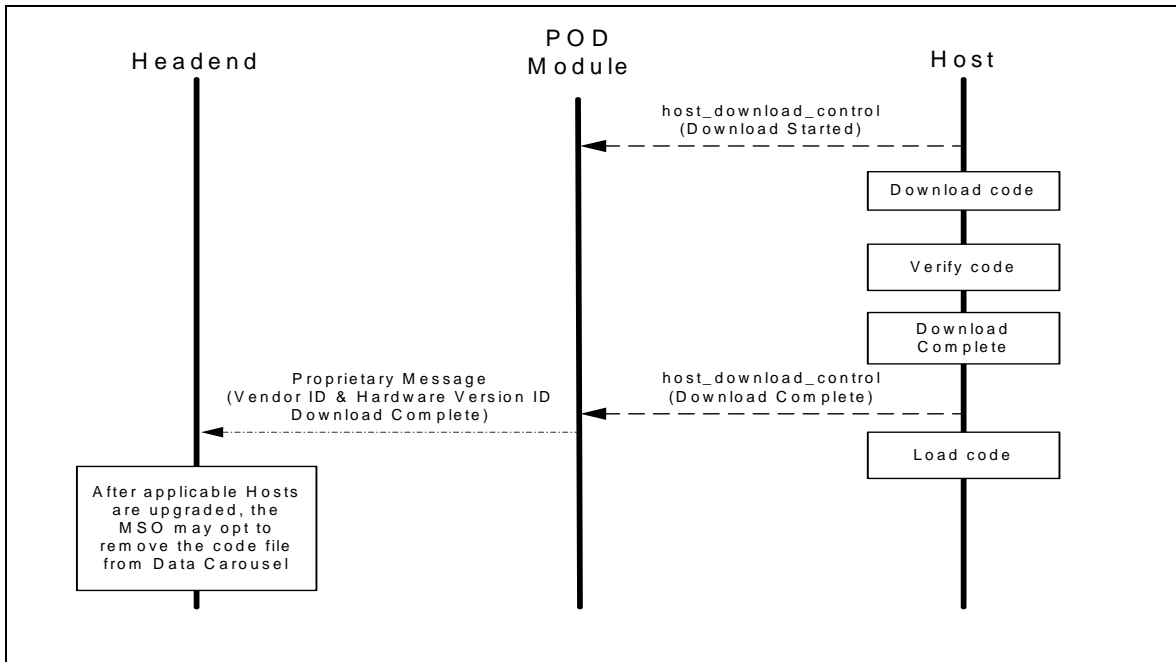 Headend
POD
Module
Host
host_download_control
(Download Started)
Download code
Verify code
Download
Complete
Proprietary Message
(Vendor ID & Hardware Version ID
Download Complete)
host_download_control
(Download Complete)
Load code
After applicable Hosts
are upgraded, the
MSO may opt to
remove the code file
from Data Carousel